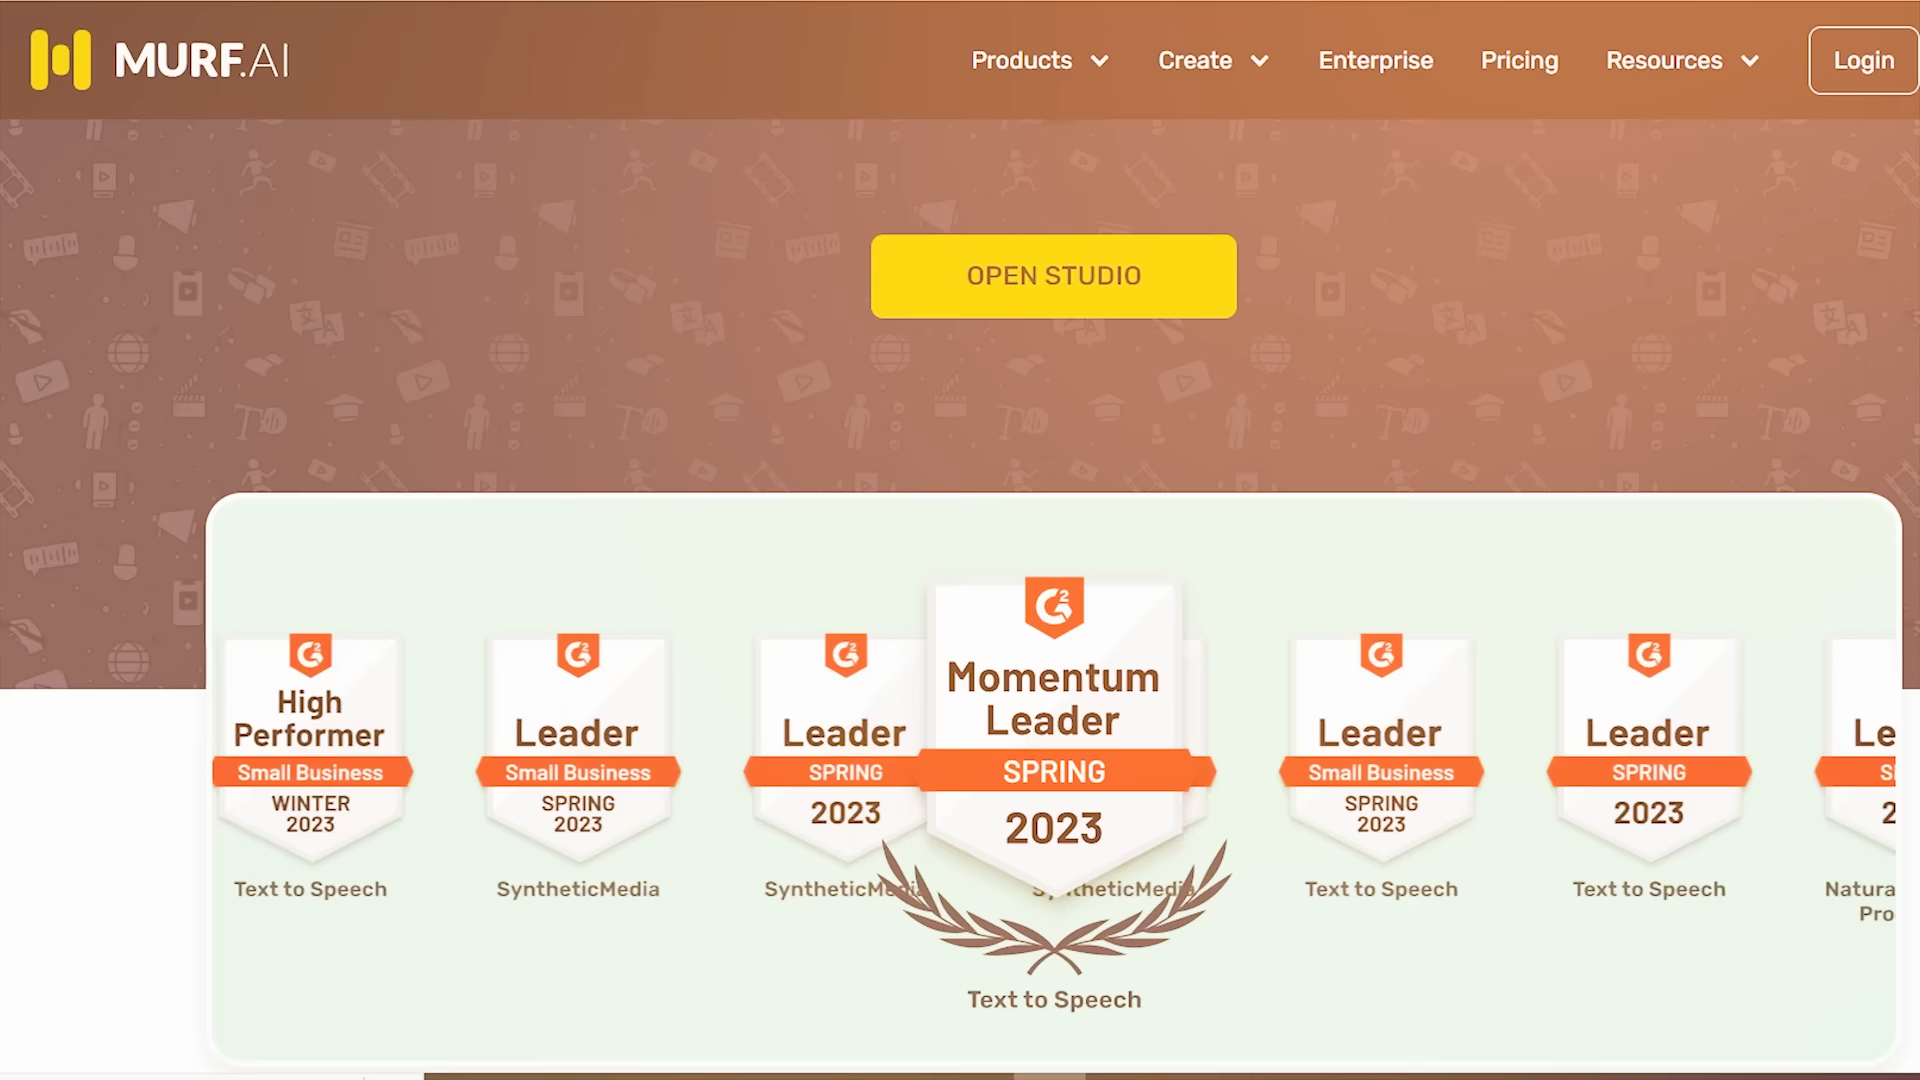 MURF.AI
Products
Create
Enterprise
Pricing
Resources
Login
OPEN STUDIO
High
Performer
Small Business
WINTER
2023
Text to Speech
Leader
Small Business
SPRING
2023
SyntheticMedia
Leader
SPRING
2023
Momentum
Leader
SPRING
2023
Text to Speech
Leader
Small Business
SPRING
2023
Text to Speech
Leader
SPRING
2023
Text to Speech